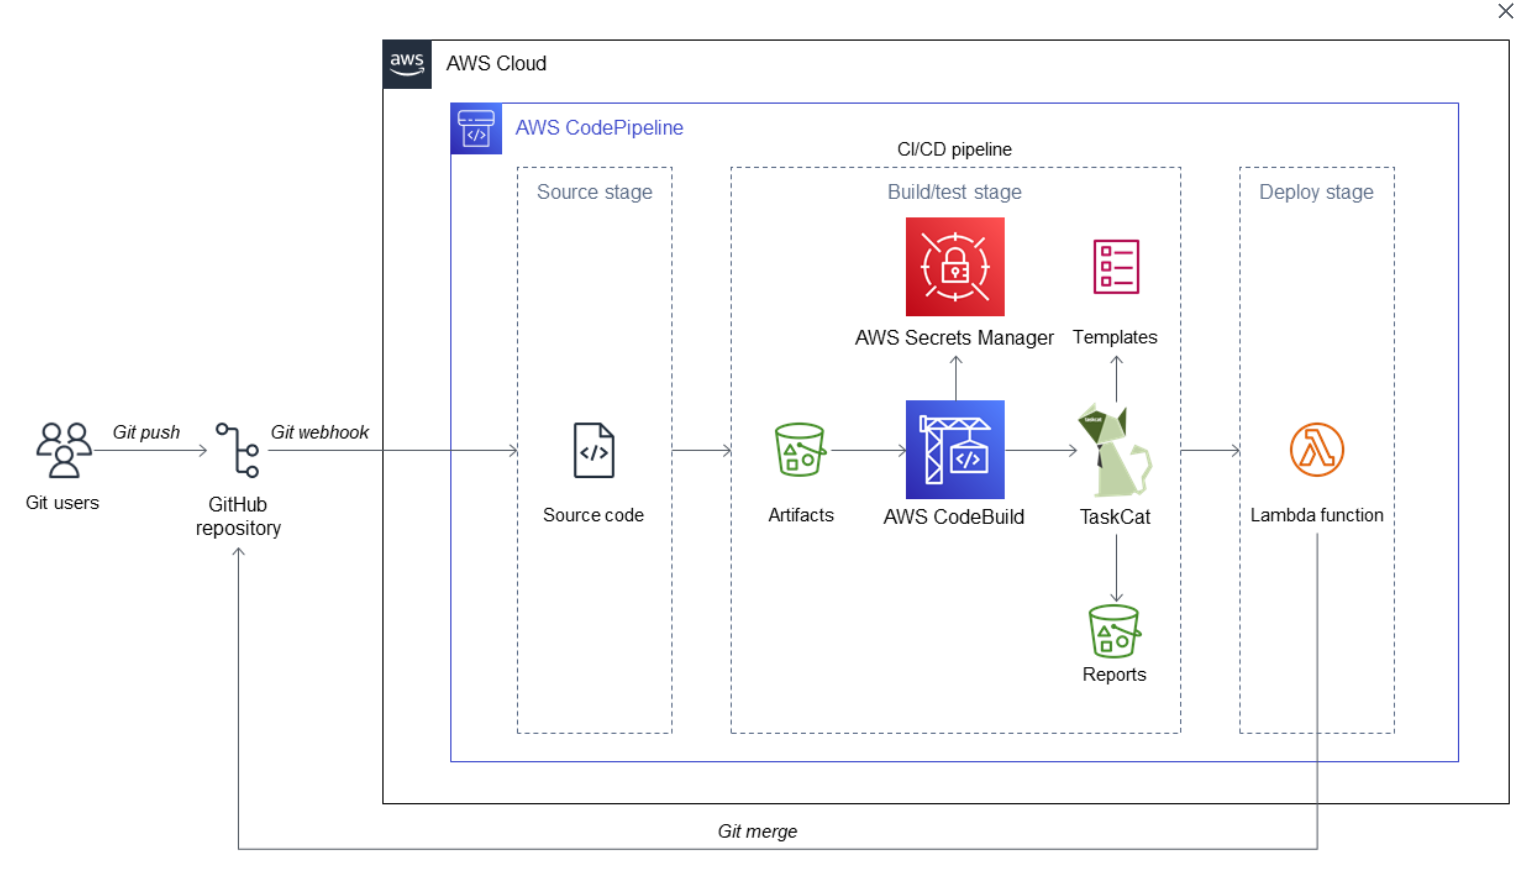 aws
AWS Cloud
AWS CodePipeline
CI/CD pipeline
Source stage
Build/test stage
Deploy stage
AWS Secrets Manager
Templates
Git push
Git webhook
Git users
GitHub
repository
Source code
Artifacts
AWS CodeBuild
taskcat
TaskCat
Lambda function
Reports
Git merge